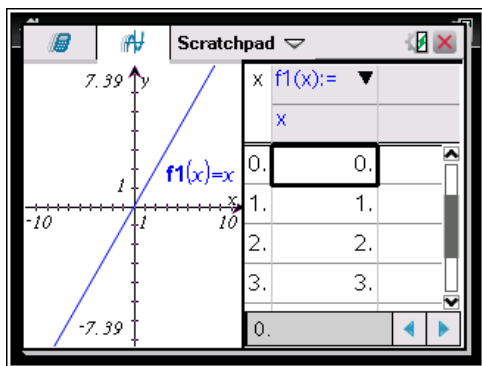 Scratchpad
7.39 y
f1(x)=x
1
x
-10 1 10
-7.39
x f1(x):= ▼
x
0. 0.
1. 1.
2. 2.
3. 3.
0.